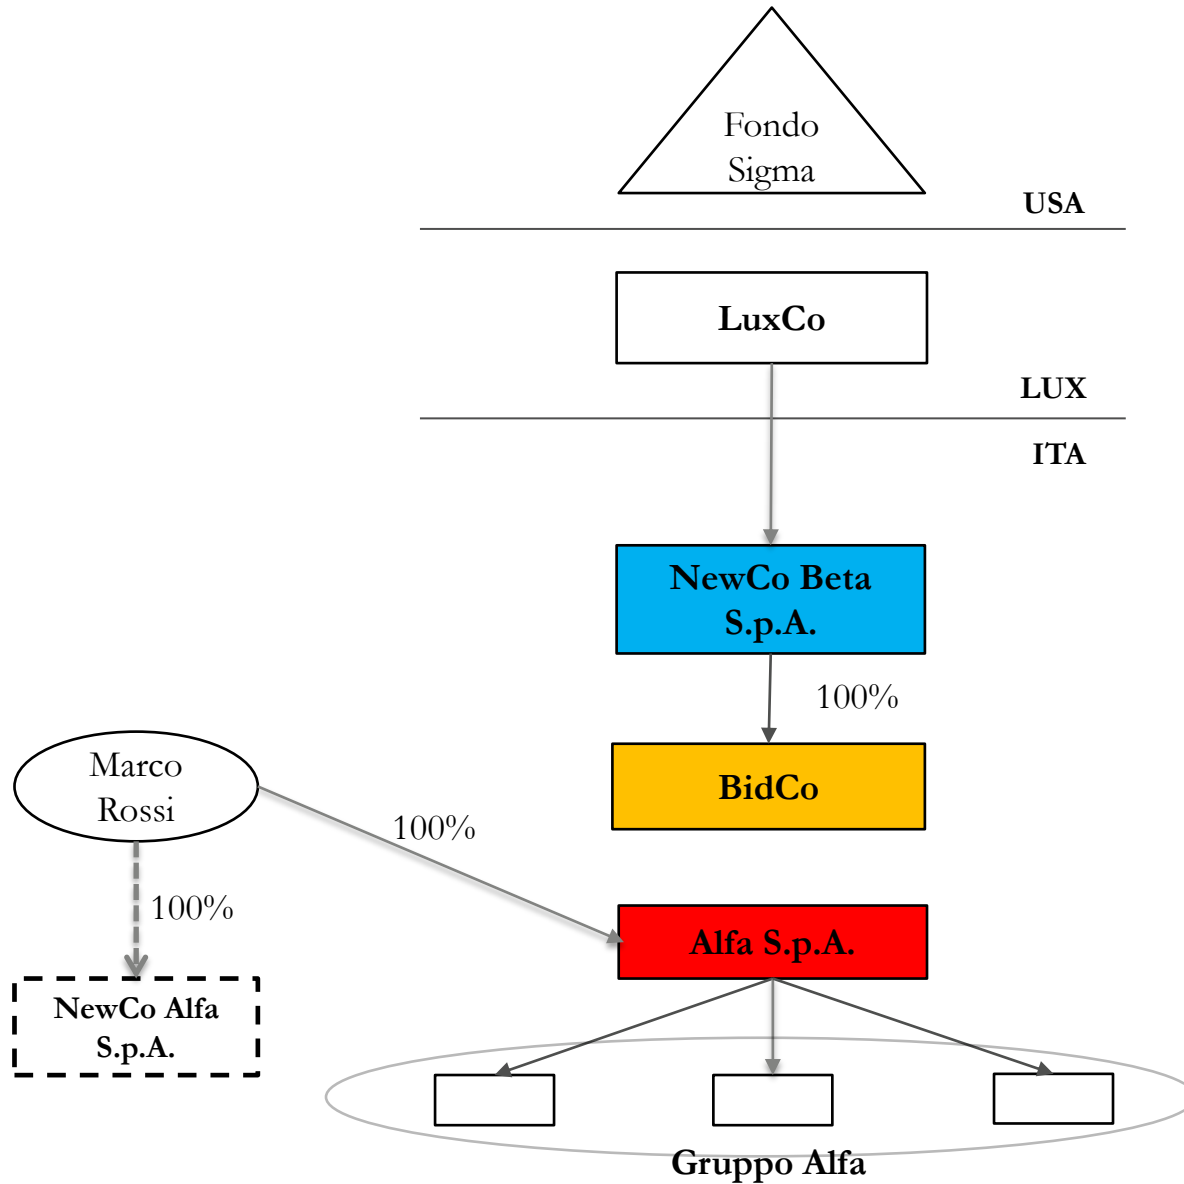 Fondo
Sigma
USA
LuxCo
LUX
ITA
NewCo Beta
S.p.A.
100%
BidCo
Marco
Rossi
100%
100%
Alfa S.p.A.
NewCo Alfa
S.p.A.
Gruppo Alfa